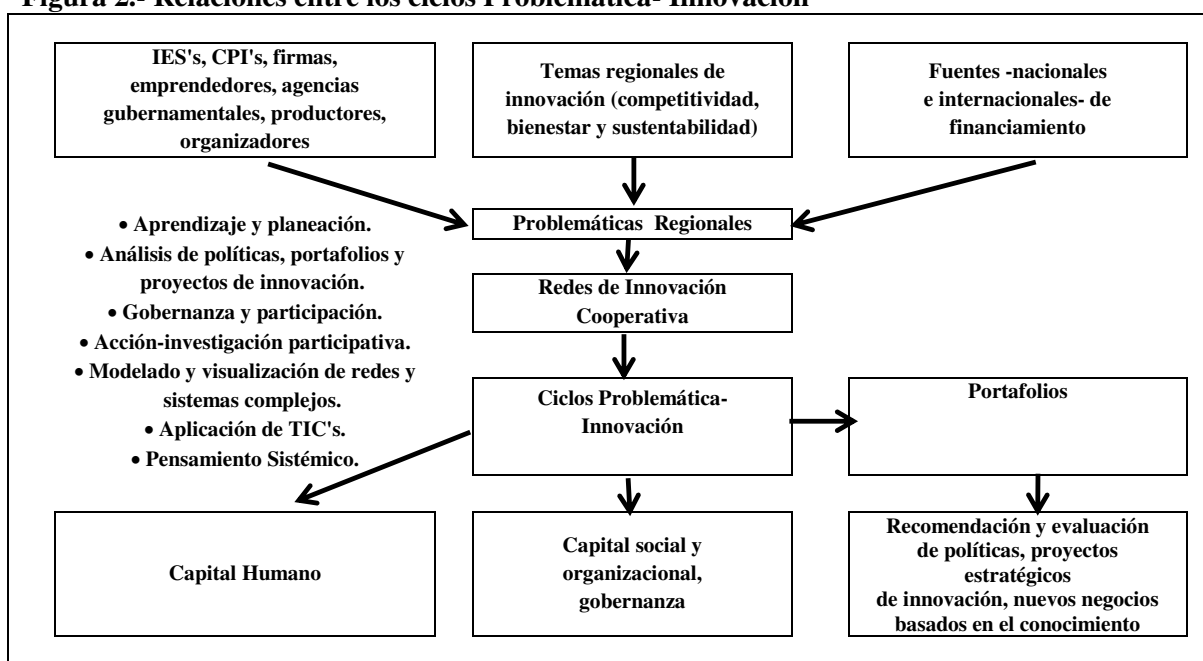 Figura 2.- Relaciones entre los ciclos Problemática- Innovación
IES's, CPI's, firmas,
emprendedores, agencias
gubernamentales, productores,
organizadores
Temas regionales de
innovación (competitividad,
bienestar y sustentabilidad)
Fuentes -nacionales
e internacionales- de
financiamiento
• Aprendizaje y planeación.
• Análisis de políticas, portafolios y
proyectos de innovación.
• Gobernanza y participación.
• Acción-investigación participativa.
• Modelado y visualización de redes y
sistemas complejos.
• Aplicación de TIC's.
• Pensamiento Sistémico.
Problemáticas Regionales
Redes de Innovación
Cooperativa
Ciclos Problemática-
Innovación
Portafolios
Capital Humano
Capital social y
organizacional,
gobernanza
Recomendación y evaluación
de políticas, proyectos
estratégicos
de innovación, nuevos negocios
basados en el conocimiento